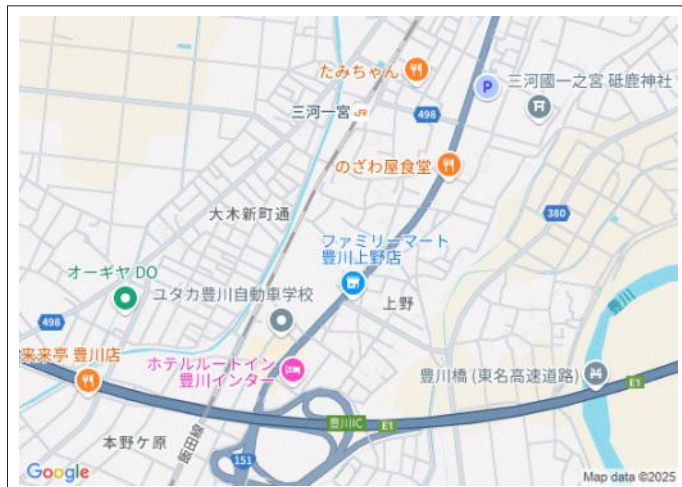 たみちゃん
三河國一之宮 砥鹿神社
三河一宮
JR
498
P
のざわ屋食堂
大木新町通
380
ファミリーマート
豊川上野店
オーギヤ DO
ユタカ豊川自動車学校
上野
豊川
498
来来亭 豊川店
ホテルルートイン
豊川インター
豊川橋 (東名高速道路)
E1
豊川IC
E1
本野ケ原
飯田線
151
Google
Map data ©2025